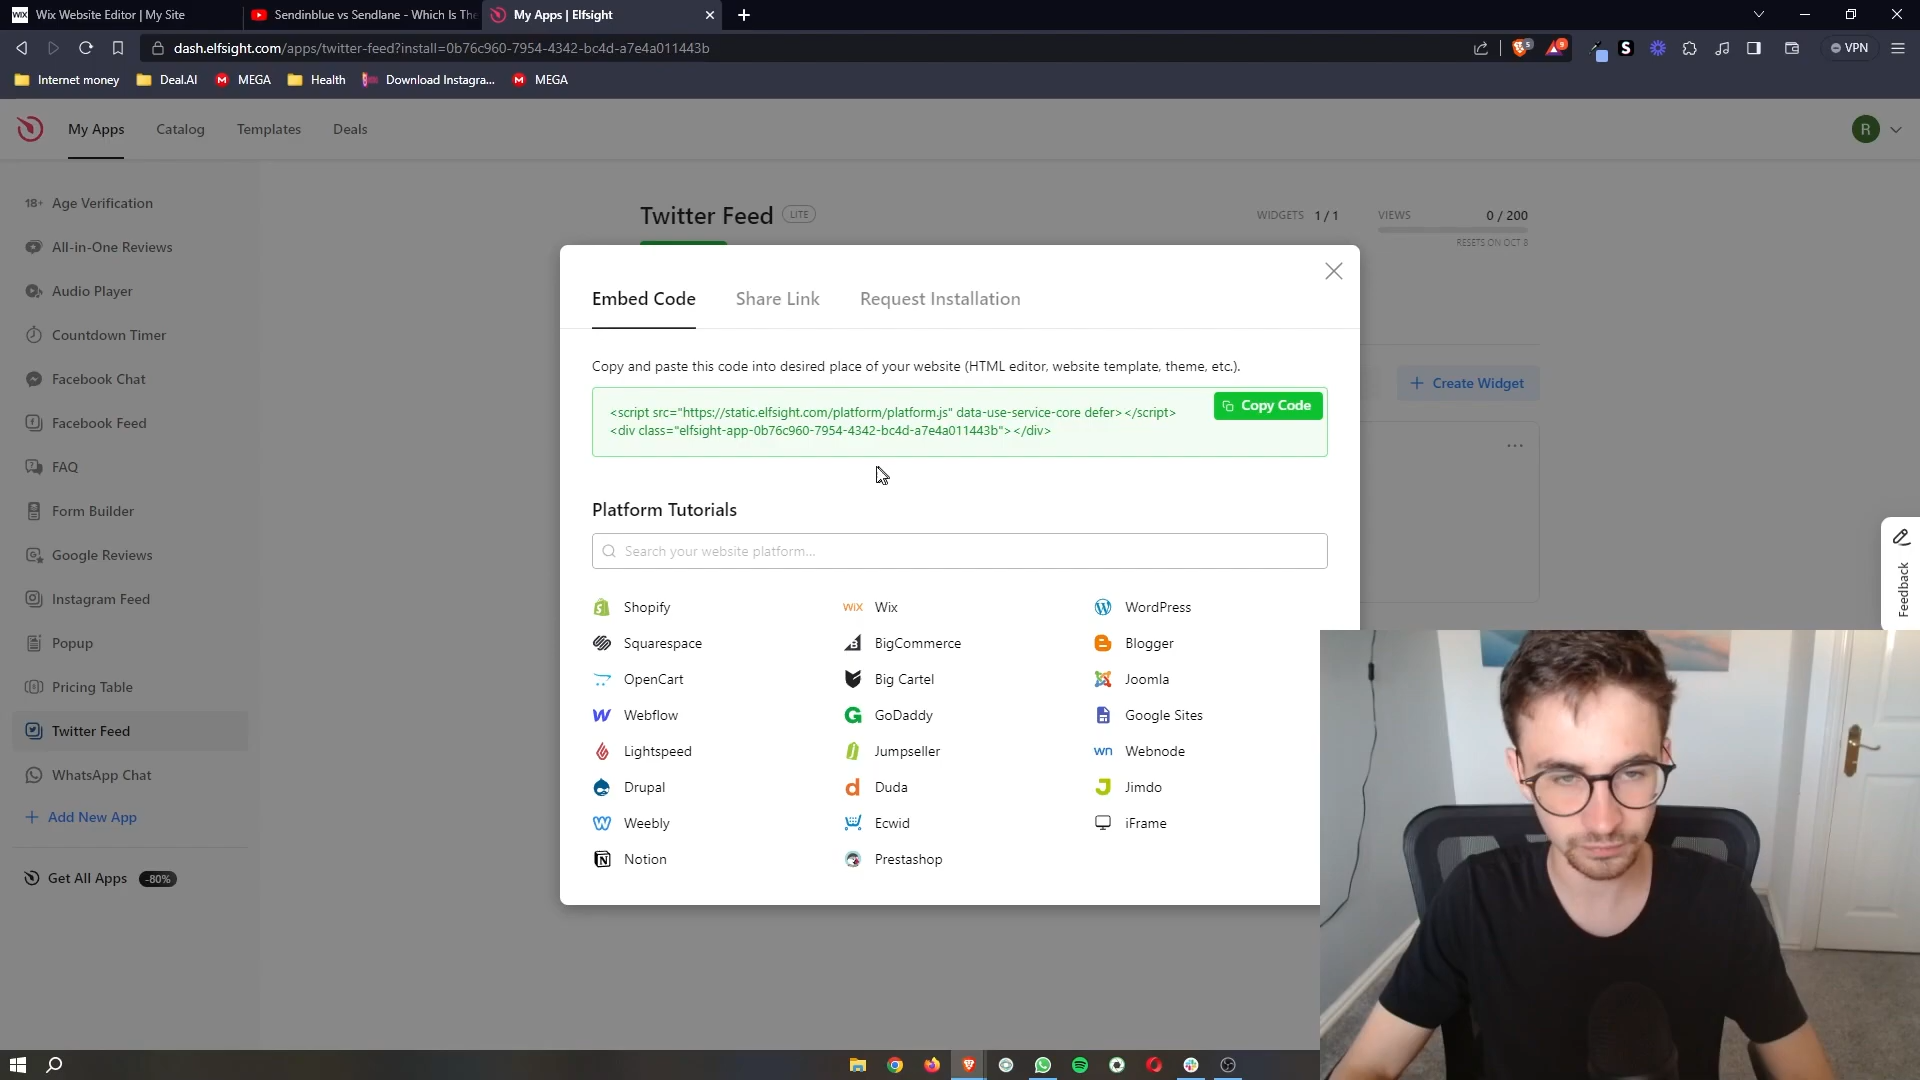 WIX Wix Website Editor | My Site
Sendinblue vs Sendlane - Which Is The
My Apps | Elfsight
dash.elfsight.com/apps/twitter-feed?install=0b76c960-7954-4342-bc4d-a7e4a011443b
VPN
Internet money
Deal.AI
MEGA
Health
Download Instagra...
MEGA
My Apps
Catalog
Templates
Deals
R
18+ Age Verification
All-in-One Reviews
Audio Player
Countdown Timer
Facebook Chat
Facebook Feed
FAQ
Form Builder
Google Reviews
Instagram Feed
Popup
Pricing Table
Twitter Feed
WhatsApp Chat
+ Add New App
Get All Apps -80%
Twitter Feed LITE
WIDGETS 1 / 1
VIEWS 0 / 200
RESETS ON OCT 8
+ Create Widget
Embed Code
Share Link
Request Installation
Copy and paste this code into desired place of your website (HTML editor, website template, theme, etc.).
<script src="https://static.elfsight.com/platform/platform.js" data-use-service-core defer></script>
<div class="elfsight-app-0b76c960-7954-4342-bc4d-a7e4a011443b"></div>
Copy Code
Platform Tutorials
Search your website platform...
Shopify
WiX Wix
WordPress
Squarespace
BigCommerce
Blogger
OpenCart
Big Cartel
Joomla
Webflow
GoDaddy
Google Sites
Lightspeed
Jumpseller
wn Webnode
Drupal
Duda
Jimdo
Weebly
Ecwid
iFrame
Notion
Prestashop
Feedback